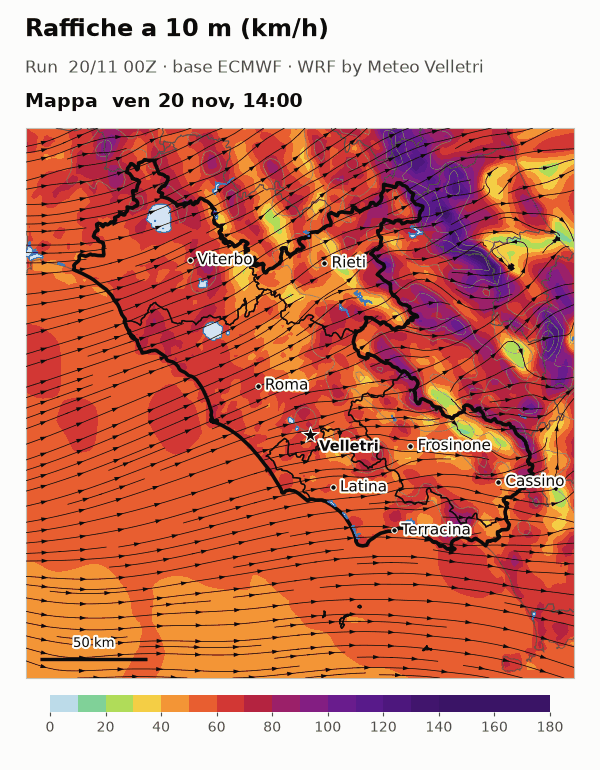 Raffiche a 10 m (km/h)
Run 20/11 00Z · base ECMWF · WRF by Meteo Velletri
Mappa ven 20 nov, 14:00
Viterbo
Rieti
Roma
Velletri
Frosinone
Latina
Cassino
Terracina
50 km
0 20 40 60 80 100 120 140 160 180